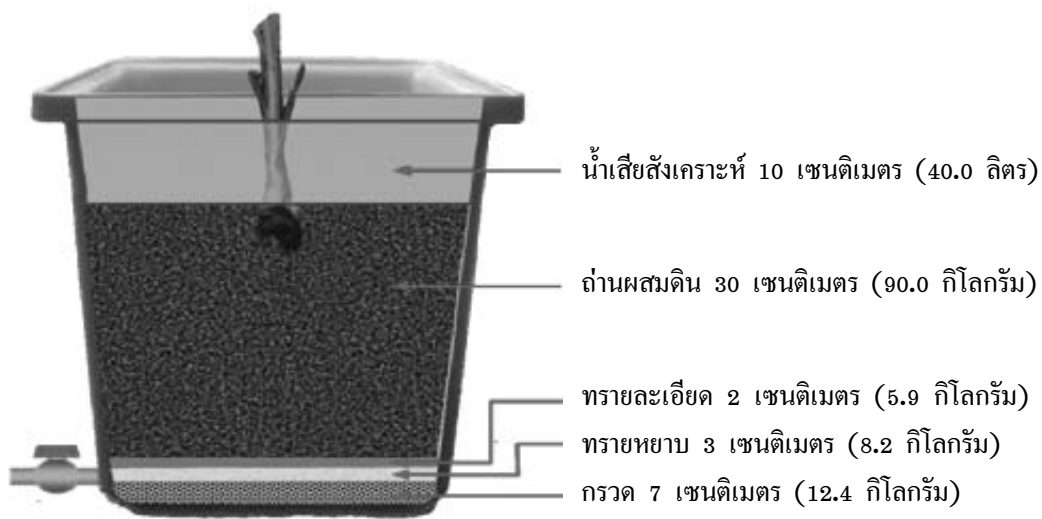 น้ำเสียสังเคราะห์ 10 เซนติเมตร (40.0 ลิตร)
ถ่านผสมดิน 30 เซนติเมตร (90.0 กิโลกรัม)
ทรายละเอียด 2 เซนติเมตร (5.9 กิโลกรัม)
ทรายหยาบ 3 เซนติเมตร (8.2 กิโลกรัม)
กรวด 7 เซนติเมตร (12.4 กิโลกรัม)